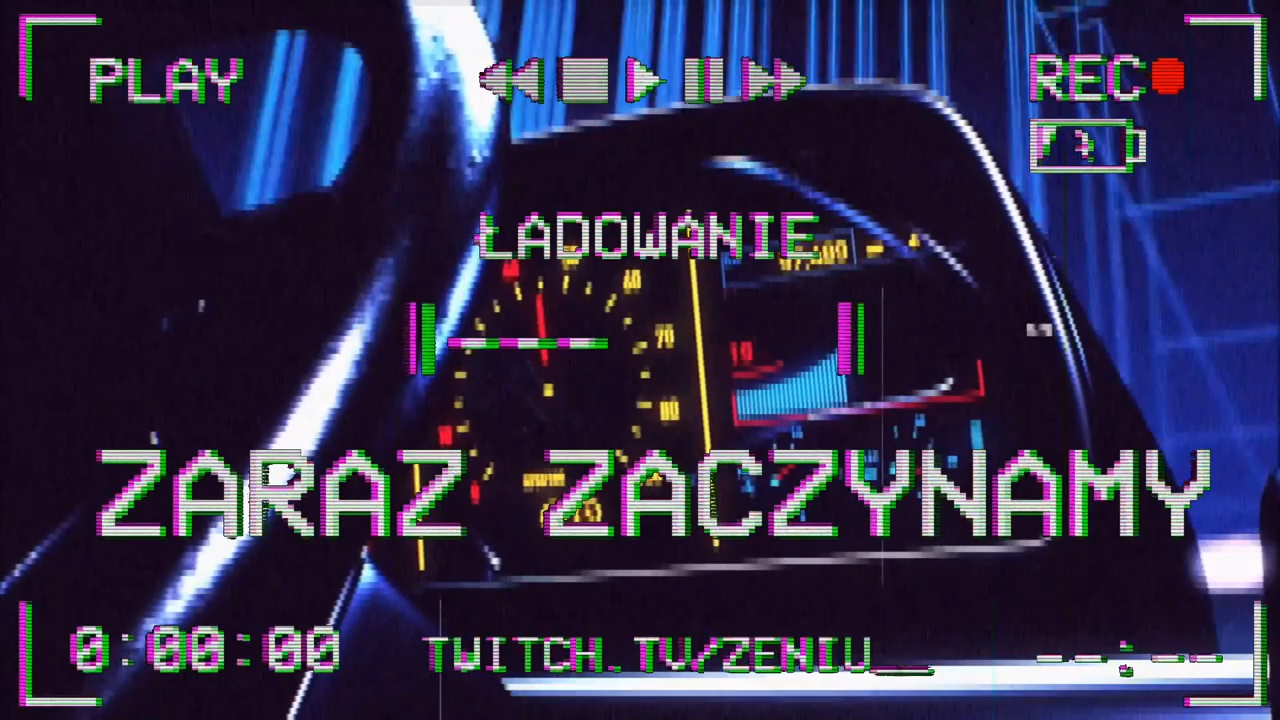 PLAY
REC
ŁADOWANIE
ZARAZ ZACZYNAMY
0:00:00
TWITCH.TV/ZENIU__
--:--